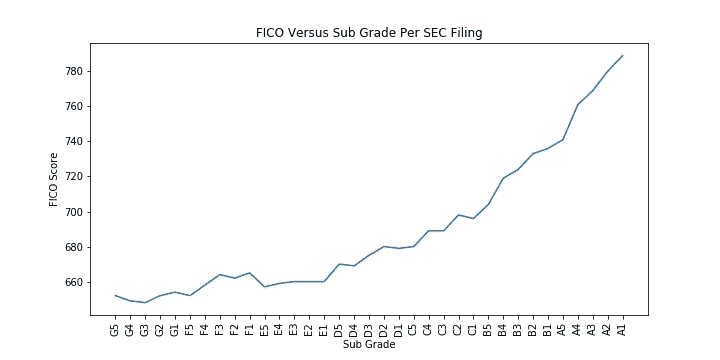 FICO Versus Sub Grade Per SEC Filing
780
760
740
720
700
680
660
FICO Score
G5 G4 G3 G2 G1 F5 F4 F3 F2 F1 E5 E4 E3 E2 E1 D5 D4 D3 D2 D1 C5 C4 C3 C2 C1 B5 B4 B3 B2 B1 A5 A4 A3 A2 A1
Sub Grade